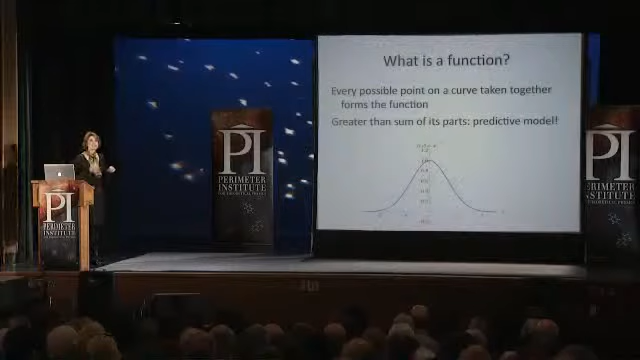 What is a function?
Every possible point on a curve taken together
forms the function
Greater than sum of its parts: predictive model!
PI
PERIMETER
INSTITUTE
FOR THEORETICAL PHYSICS
PI
PERIMETER
INSTITUTE
PI
PERIMETER
INSTITUTE